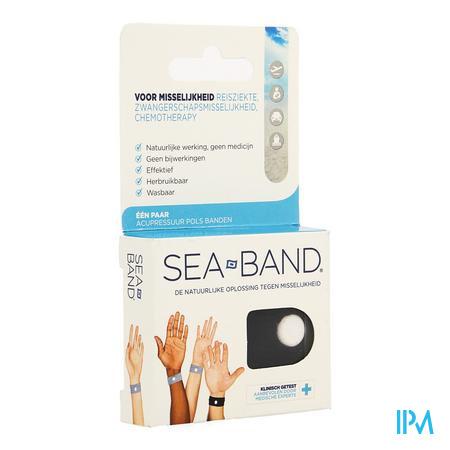 VOOR MISSELIJKHEID REISZIEKTE,
ZWANGERSCHAPSMISSELIJKHEID,
CHEMOTHERAPY
Natuurlijke werking, geen medicijn
Geen bijwerkingen
Effektief
Herbruikbaar
Wasbaar
ÉÉN PAAR
ACUPRESSUUR POLS BANDEN
SEA BAND
SEA BAND®
DE NATUURLIJKE OPLOSSING TEGEN MISSELIJKHEID
KLINISCH GETEST
AANBEVOLEN DOOR
MEDISCHE EXPERTS
IPM